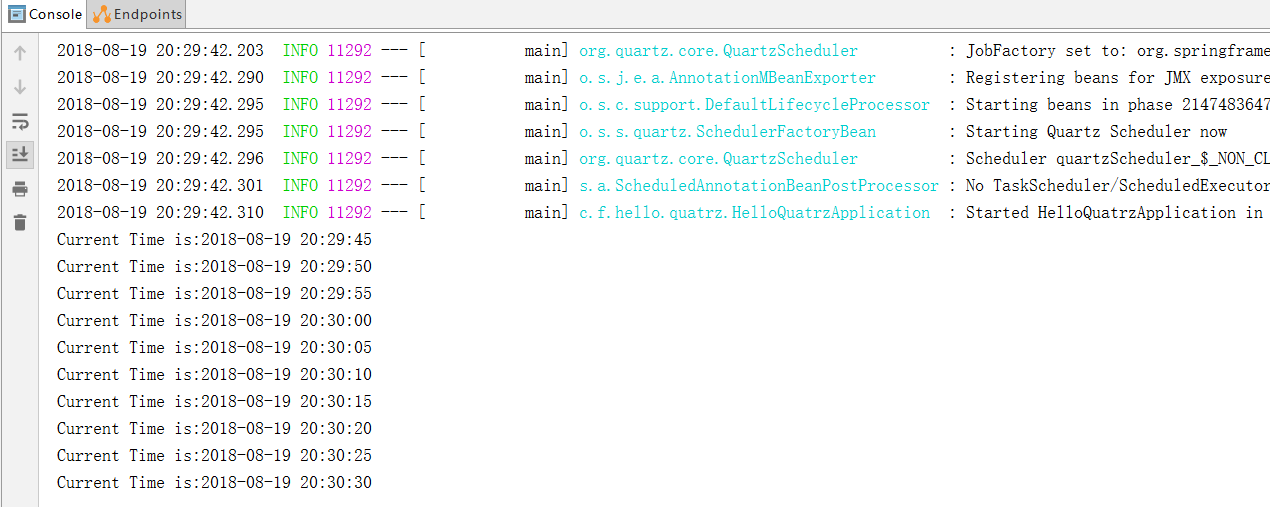 Console Endpoints
2018-08-19 20:29:42.203 INFO 11292 --- [ main] org.quartz.core.QuartzScheduler : JobFactory set to: org.springframe
2018-08-19 20:29:42.290 INFO 11292 --- [ main] o.s.j.e.a.AnnotationMBeanExporter : Registering beans for JMX exposure
2018-08-19 20:29:42.295 INFO 11292 --- [ main] o.s.c.support.DefaultLifecycleProcessor : Starting beans in phase 2147483647
2018-08-19 20:29:42.295 INFO 11292 --- [ main] o.s.s.quartz.SchedulerFactoryBean : Starting Quartz Scheduler now
2018-08-19 20:29:42.296 INFO 11292 --- [ main] org.quartz.core.QuartzScheduler : Scheduler quartzScheduler_$_NON_CL
2018-08-19 20:29:42.301 INFO 11292 --- [ main] s.a.ScheduledAnnotationBeanPostProcessor : No TaskScheduler/ScheduledExecutor
2018-08-19 20:29:42.310 INFO 11292 --- [ main] c.f.hello.quatrz.HelloQuatrzApplication : Started HelloQuatrzApplication in
Current Time is:2018-08-19 20:29:45
Current Time is:2018-08-19 20:29:50
Current Time is:2018-08-19 20:29:55
Current Time is:2018-08-19 20:30:00
Current Time is:2018-08-19 20:30:05
Current Time is:2018-08-19 20:30:10
Current Time is:2018-08-19 20:30:15
Current Time is:2018-08-19 20:30:20
Current Time is:2018-08-19 20:30:25
Current Time is:2018-08-19 20:30:30